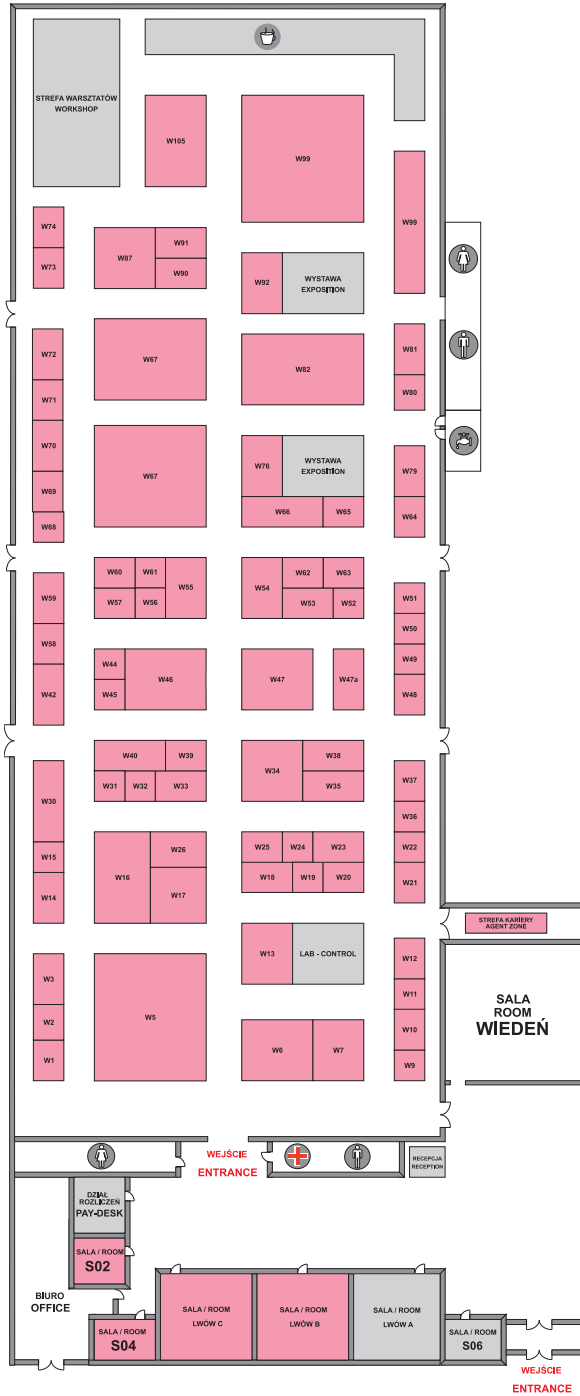 STREFA WARSZTATÓW
WORKSHOP
W105
W99
W99
W74
W73
W87
W91
W90
W92
WYSTAWA
EXPOSITION
W72
W71
W70
W69
W68
W67
W82
W81
W80
W67
W76
WYSTAWA
EXPOSITION
W66
W65
W79
W64
W59
W58
W42
W60
W61
W55
W57
W56
W54
W62
W63
W53
W52
W51
W50
W49
W48
W44
W45
W46
W47
W47a
W30
W15
W14
W40
W39
W31
W32
W33
W34
W38
W35
W37
W36
W22
W21
W16
W26
W17
W25
W24
W23
W18
W19
W20
STREFA KARIERY
AGENT ZONE
W3
W2
W1
W5
W13
LAB - CONTROL
W6
W7
W12
W11
W10
W9
SALA
ROOM
WIEDEŃ
WEJŚCIE
ENTRANCE
RECEPCJA
RECEPTION
DZIAŁ
ROZLICZEŃ
PAY-DESK
SALA / ROOM
S02
BIURO
OFFICE
SALA / ROOM
S04
SALA / ROOM
LWÓW C
SALA / ROOM
LWÓW B
SALA / ROOM
LWÓW A
SALA / ROOM
S06
WEJŚCIE
ENTRANCE